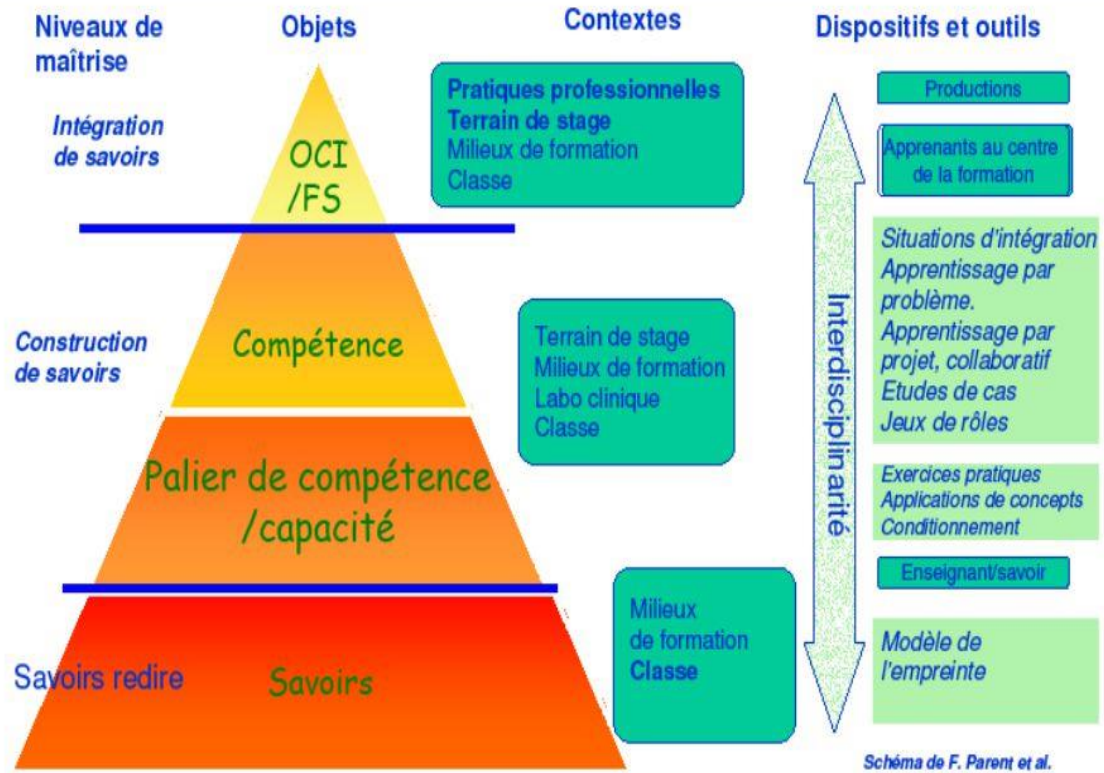 Niveaux de
maîtrise
Objets
Contextes
Dispositifs et outils
Intégration
de savoirs
OCI
/FS
Pratiques professionnelles
Terrain de stage
Milieux de formation
Classe
Productions
Apprenants au centre
de la formation
Construction
de savoirs
Compétence
Terrain de stage
Milieux de formation
Labo clinique
Classe
Interdisciplinarité
Situations d'intégration
Apprentissage par
problème.
Apprentissage par
projet, collaboratif
Etudes de cas
Jeux de rôles
Palier de compétence
/capacité
Exercices pratiques
Applications de concepts
Conditionnement
Enseignant/savoir
Savoirs redire
Savoirs
Milieux
de formation
Classe
Modèle de
l'empreinte
Schéma de F. Parent et al.